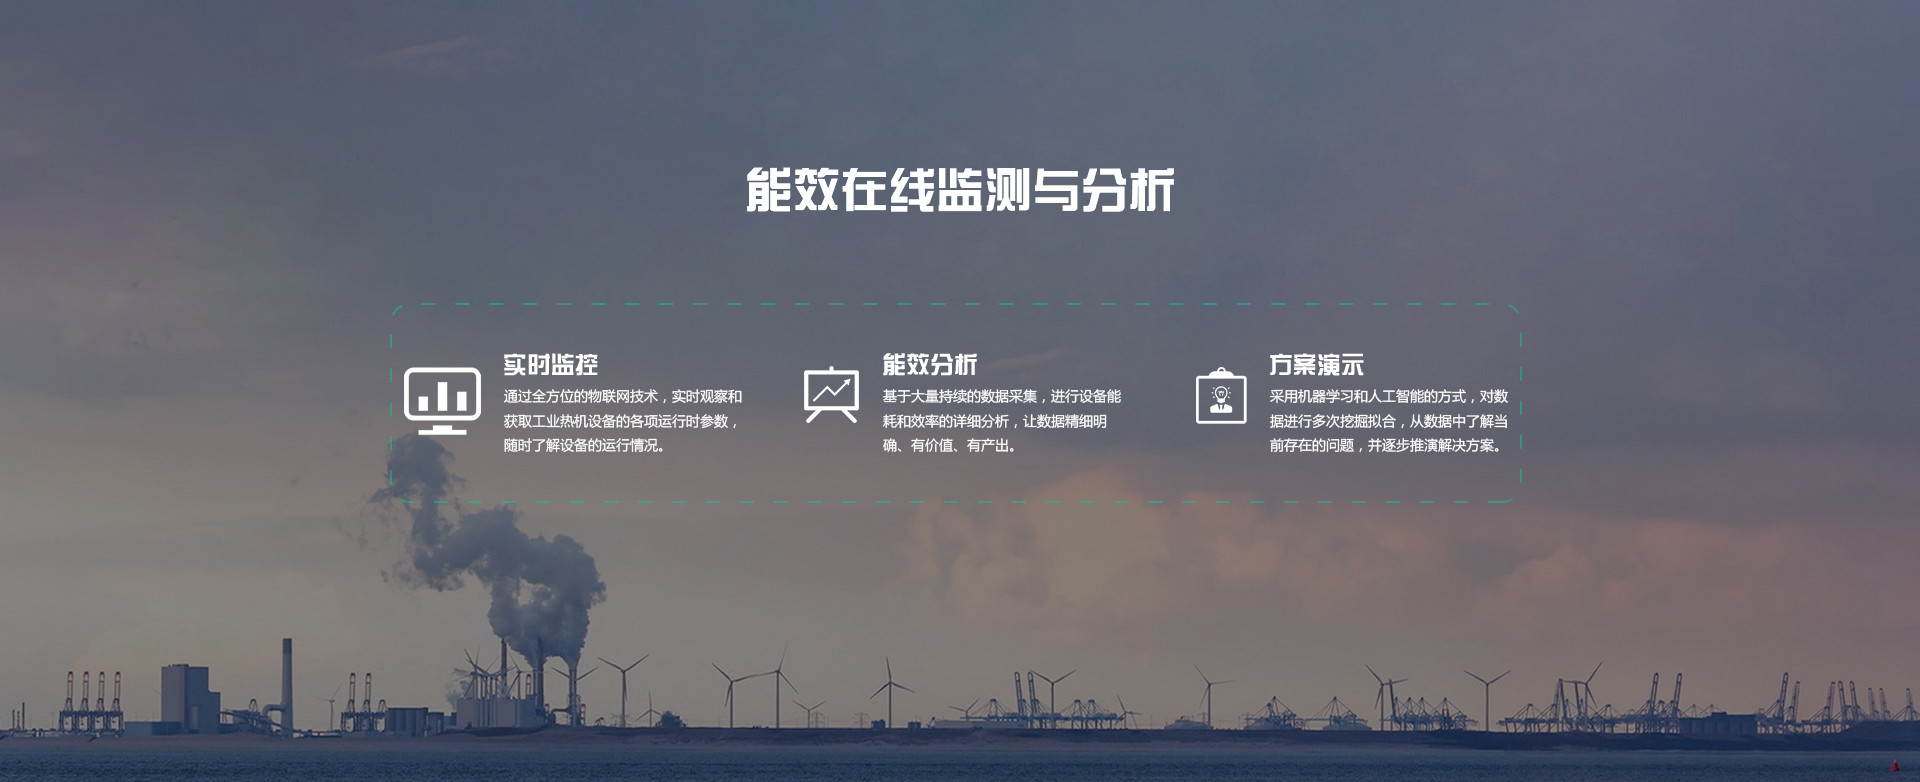 能效在线监测与分析
实时监控
通过全方位的物联网技术，实时观察和
获取工业热机设备的各项运行时参数，
随时了解设备的运行情况。
能效分析
基于大量持续的数据采集，进行设备能
耗和效率的详细分析，让数据精细明
确、有价值、有产出。
方案演示
采用机器学习和人工智能的方式，对数
据进行多次挖掘拟合，从数据中了解当
前存在的问题，并逐步推演解决方案。